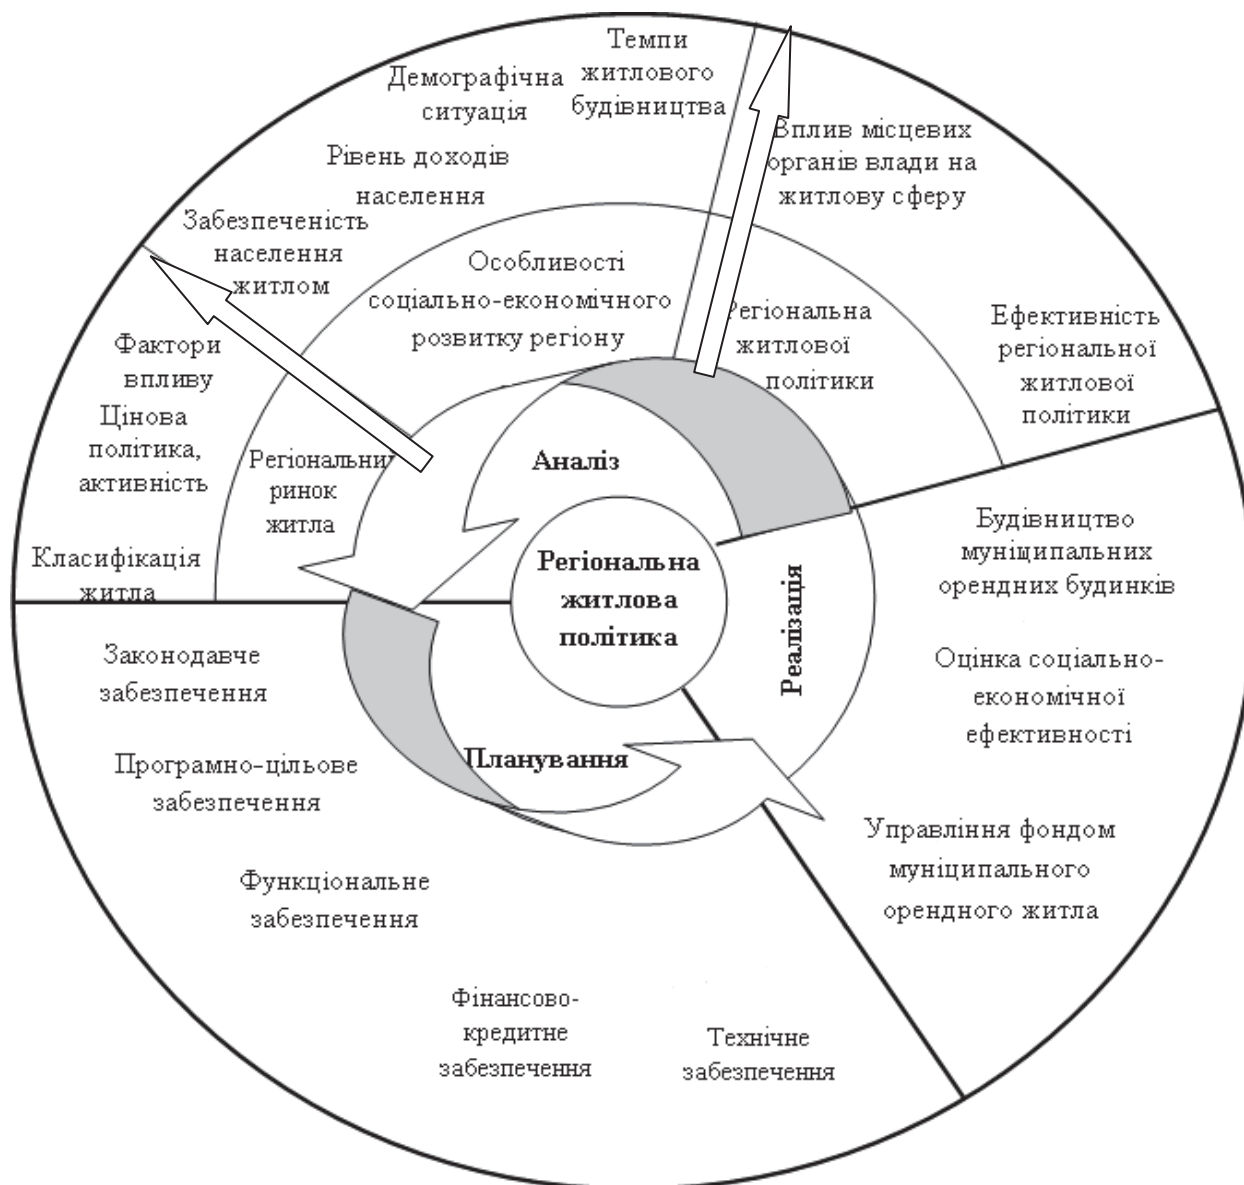 Темпи
житлового
будівництва
Демографічна
ситуація
Рівень доходів
населення
Забезпеченість
населення
житлом
Вплив місцевих
органів влади на
житлову сферу
Особливості
соціально-економічного
розвитку регіону
Регіональна
житлової
політики
Ефективність
регіональної
житлової
політики
Фактори
впливу
Цінова
політика,
активність
Регіональний
ринок
житла
Класифікація
житла
Аналіз
Регіональна
житлова
політика
Реалізація
Планування
Будівництво
муніципальних
орендних будинків
Оцінка соціально-
економічної
ефективності
Управління фондом
муніципального
орендного житла
Законодавче
забезпечення
Програмно-цільове
забезпечення
Функціональне
забезпечення
Фінансово-
кредитне
забезпечення
Технічне
забезпечення